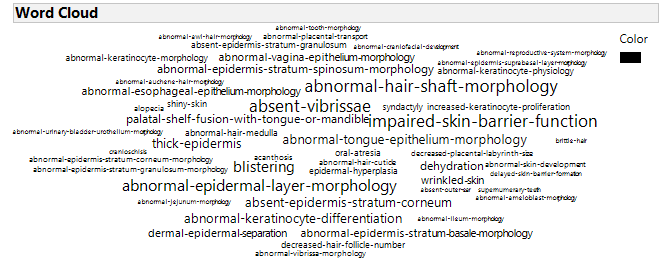 Word Cloud
abnormal-tooth-morphology
abnormal-awl-hair-morphology abnormal-placental-transport
absent-epidermis-stratum-granulosum abnormal-craniofacial-development
abnormal-keratinocyte-morphology abnormal-vagina-epithelium-morphology abnormal-reproductive-system-morphology
abnormal-epidermis-stratum-spinosum-morphology abnormal-epidermis-suprabasal-layer-morphology
abnormal-keratinocyte-physiology
abnormal-auchene-hair-morphology abnormal-hair-shaft-morphology
abnormal-esophageal-epithelium-morphology
alopecia shiny-skin absent-vibrissae syndactyly increased-keratinocyte-proliferation
palatal-shelf-fusion-with-tongue-or-mandible impaired-skin-barrier-function
abnormal-urinary-bladder-urothelium-morphology abnormal-hair-medulla
thick-epidermis abnormal-tongue-epithelium-morphology brittle-hair
cranioschisis acanthosis oral-atresia decreased-placental-labyrinth-size
abnormal-epidermis-stratum-corneum-morphology abnormal-hair-cuticle
abnormal-epidermis-stratum-granulosum-morphology blistering epidermal-hyperplasia dehydration abnormal-skin-development
delayed-skin-barrier-formation
abnormal-epidermal-layer-morphology wrinkled-skin
absent-outer-ear supernumerary-teeth
abnormal-jejunum-morphology absent-epidermis-stratum-corneum abnormal-ameloblast-morphology
abnormal-keratinocyte-differentiation abnormal-ileum-morphology
dermal-epidermal-separation abnormal-epidermis-stratum-basale-morphology
decreased-hair-follicle-number
abnormal-vibrissa-morphology
Color